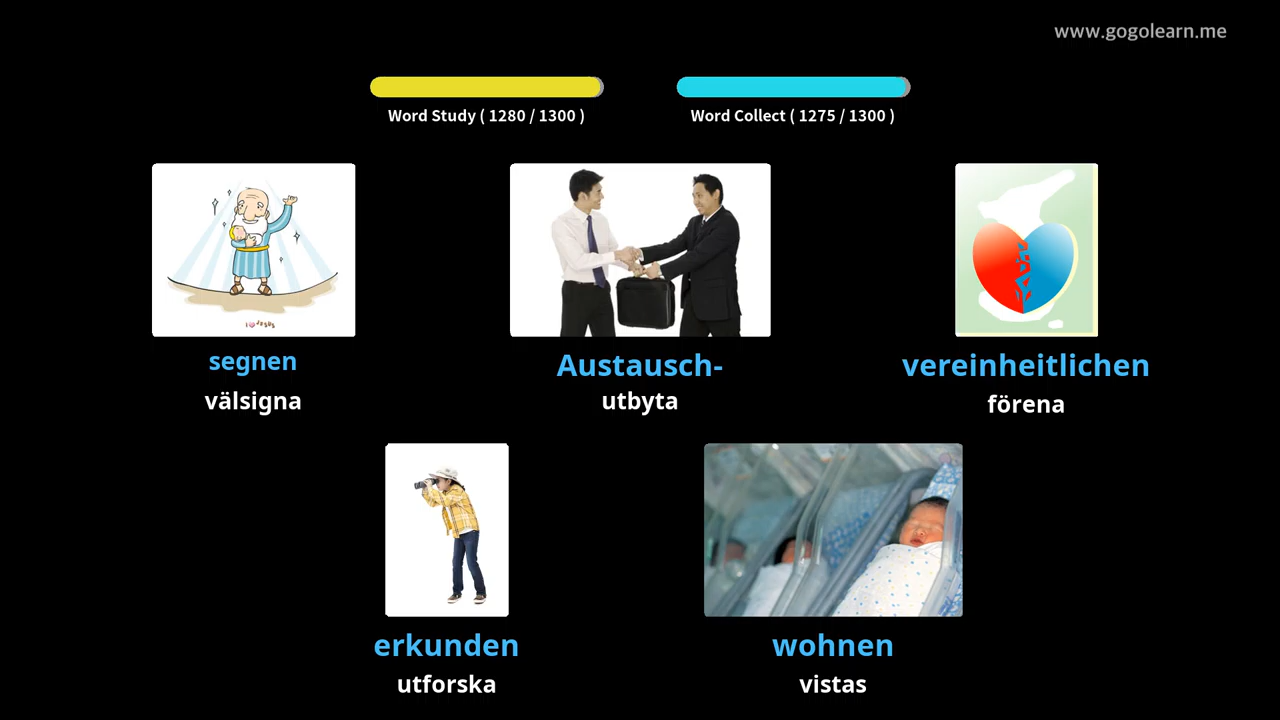 www.gogolearn.me
Word Study ( 1280 / 1300 )
Word Collect ( 1275 / 1300 )
I JESUS
segnen
välsigna
Austausch-
utbyta
vereinheitlichen
förena
erkunden
utforska
wohnen
vistas